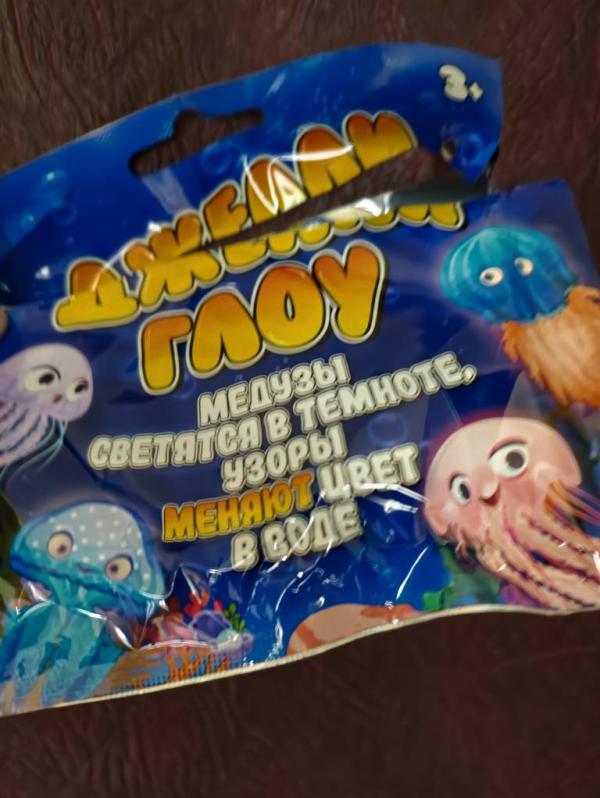 3+
ДЖЕЛЛИ
ГЛОУ
МЕДУЗЫ
СВЕТЯТСЯ В ТЕМНОТЕ,
УЗОРЫ
МЕНЯЮТ ЦВЕТ
В ВОДЕ